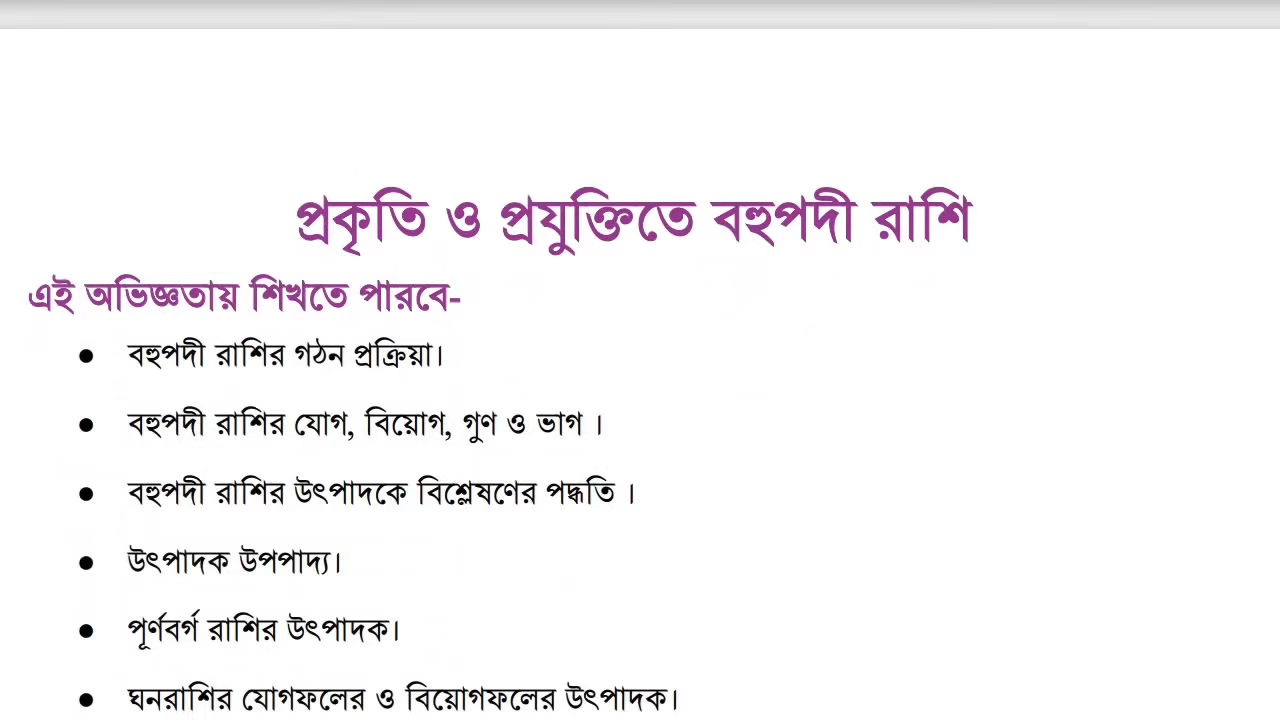 প্রকৃতি ও প্রযুক্তিতে বহুপদী রাশি
এই অভিজ্ঞতায় শিখতে পারবে-
● বহুপদী রাশির গঠন প্রক্রিয়া।
● বহুপদী রাশির যোগ, বিয়োগ, গুণ ও ভাগ ।
● বহুপদী রাশির উৎপাদকে বিশ্লেষণের পদ্ধতি ।
● উৎপাদক উপপাদ্য।
● পূর্ণবর্গ রাশির উৎপাদক।
● ঘনরাশির যোগফলের ও বিয়োগফলের উৎপাদক।